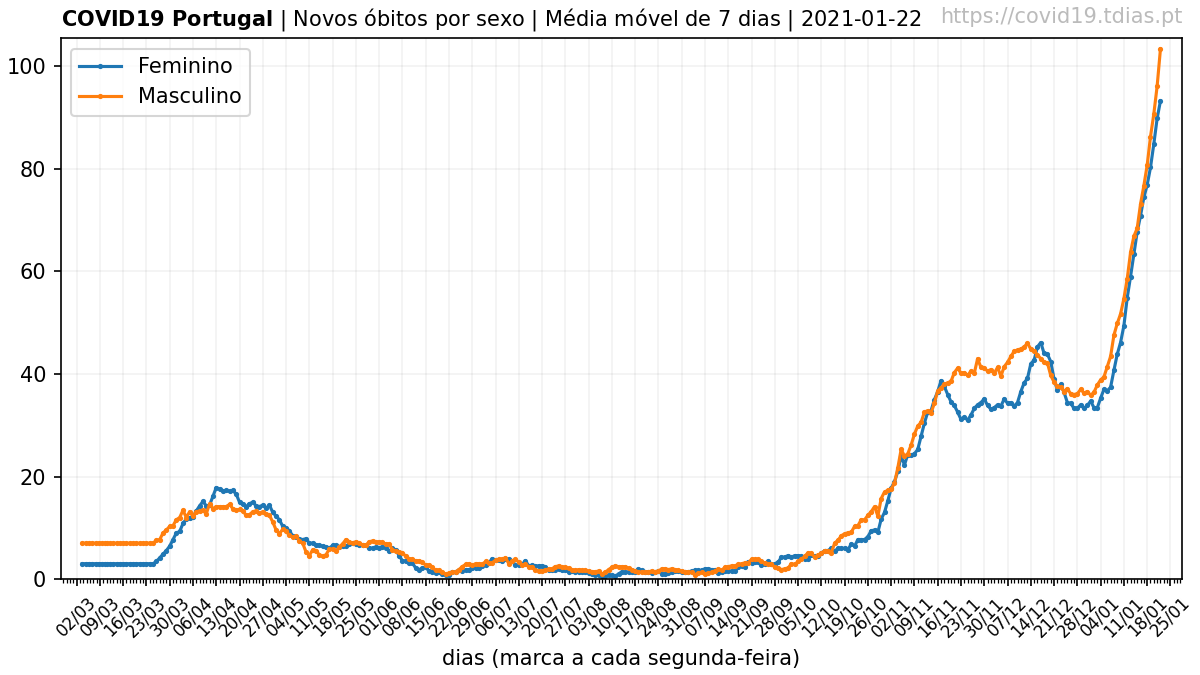 COVID19 Portugal | Novos óbitos por sexo | Média móvel de 7 dias | 2021-01-22
https://covid19.tdias.pt
Feminino
Masculino
100
80
60
40
20
0
02/03 09/03 16/03 23/03 30/03 06/04 13/04 20/04 27/04 04/05 11/05 18/05 25/05 01/06 08/06 15/06 22/06 29/06 06/07 13/07 20/07 27/07 03/08 10/08 17/08 24/08 31/08 07/09 14/09 21/09 28/09 05/10 12/10 19/10 26/10 02/11 09/11 16/11 23/11 30/11 07/12 14/12 21/12 28/12 04/01 11/01 18/01 25/01
dias (marca a cada segunda-feira)